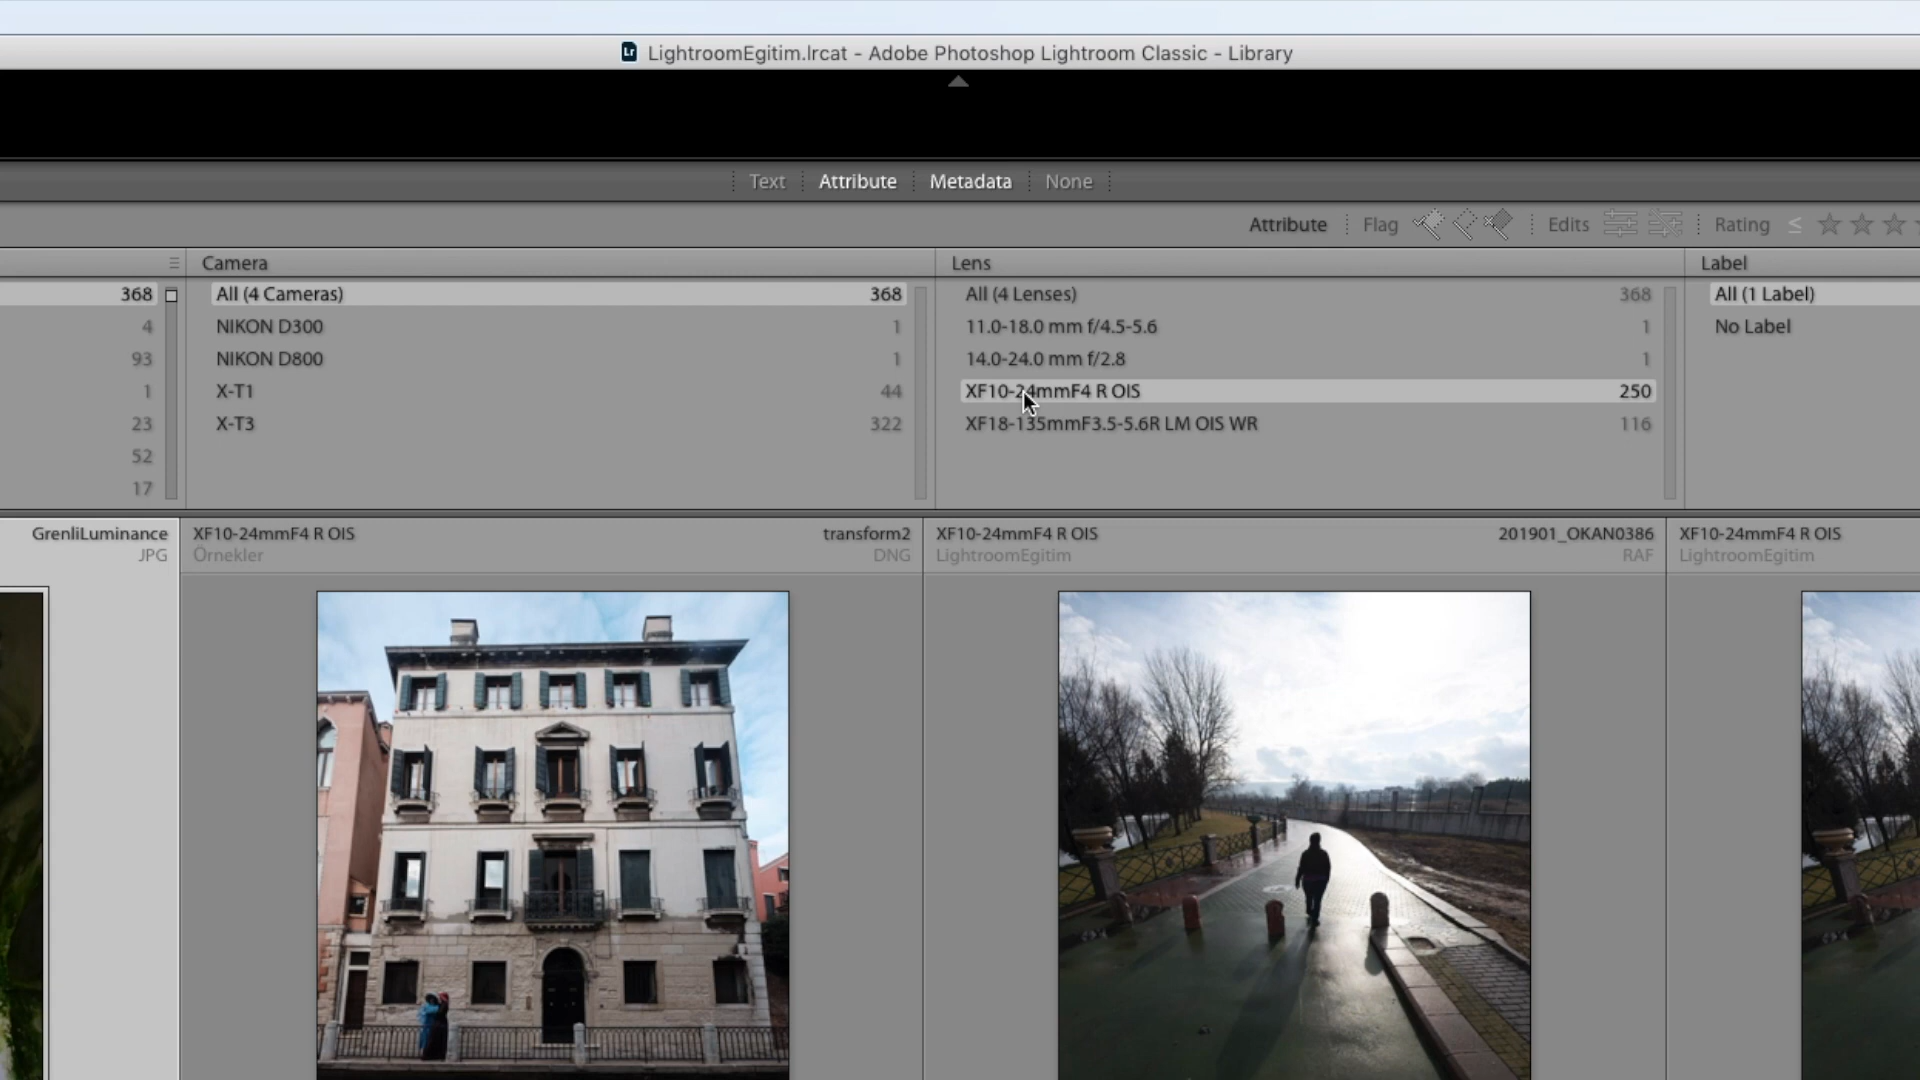 LightroomEgitim.lrcat - Adobe Photoshop Lightroom Classic - Library
Text Attribute Metadata None
Attribute Flag Edits Rating ≤
Camera Lens Label
368 All (4 Cameras) 368 All (4 Lenses) 368 All (1 Label)
4 NIKON D300 1 11.0-18.0 mm f/4.5-5.6 1 No Label
93 NIKON D800 1 14.0-24.0 mm f/2.8 1
1 X-T1 44 XF10-24mmF4 R OIS 250
23 X-T3 322 XF18-135mmF3.5-5.6R LM OIS WR 116
52
17
GrenliLuminance XF10-24mmF4 R OIS transform2 XF10-24mmF4 R OIS 201901_OKAN0386 XF10-24mmF4 R OIS
JPG Örnekler DNG LightroomEgitim RAF LightroomEgitim